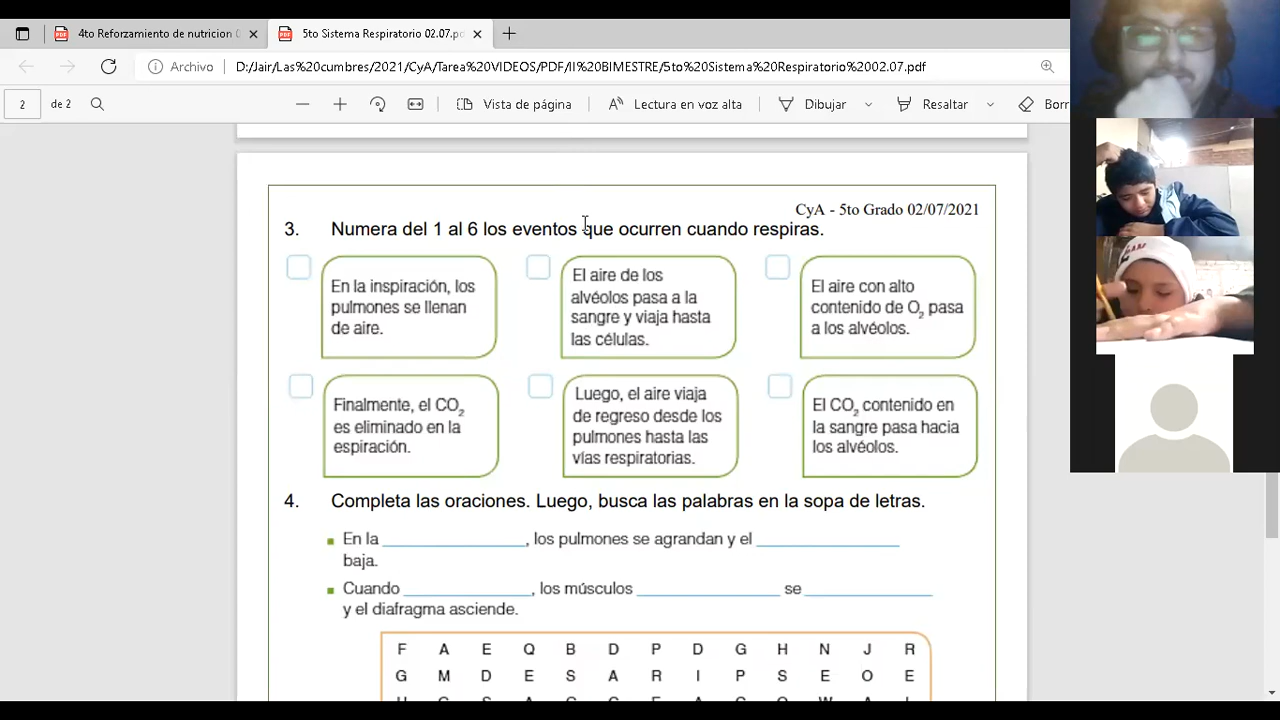 4to Reforzamiento de nutricion
5to Sistema Respiratorio 02.07.pd
Archivo
D:/Jair/Las%20cumbres/2021/CyA/Tarea%20VIDEOS/PDF/II%20BIMESTRE/5to%20Sistema%20Respiratorio%2002.07.pdf
2 de 2 Vista de página Lectura en voz alta Dibujar Resaltar Borr
CyA - 5to Grado 02/07/2021
3. Numera del 1 al 6 los eventos que ocurren cuando respiras.
En la inspiración, los
pulmones se llenan
de aire.
El aire de los
alvéolos pasa a la
sangre y viaja hasta
las células.
El aire con alto
contenido de O₂ pasa
a los alvéolos.
Finalmente, el CO₂
es eliminado en la
espiración.
Luego, el aire viaja
de regreso desde los
pulmones hasta las
vías respiratorias.
El CO₂ contenido en
la sangre pasa hacia
los alvéolos.
4. Completa las oraciones. Luego, busca las palabras en la sopa de letras.
En la ______________, los pulmones se agrandan y el ______________
baja.
Cuando ______________, los músculos ______________ se ______________
y el diafragma asciende.
F A E Q B D P D G H N J R
G M D E S A R I P S E O E